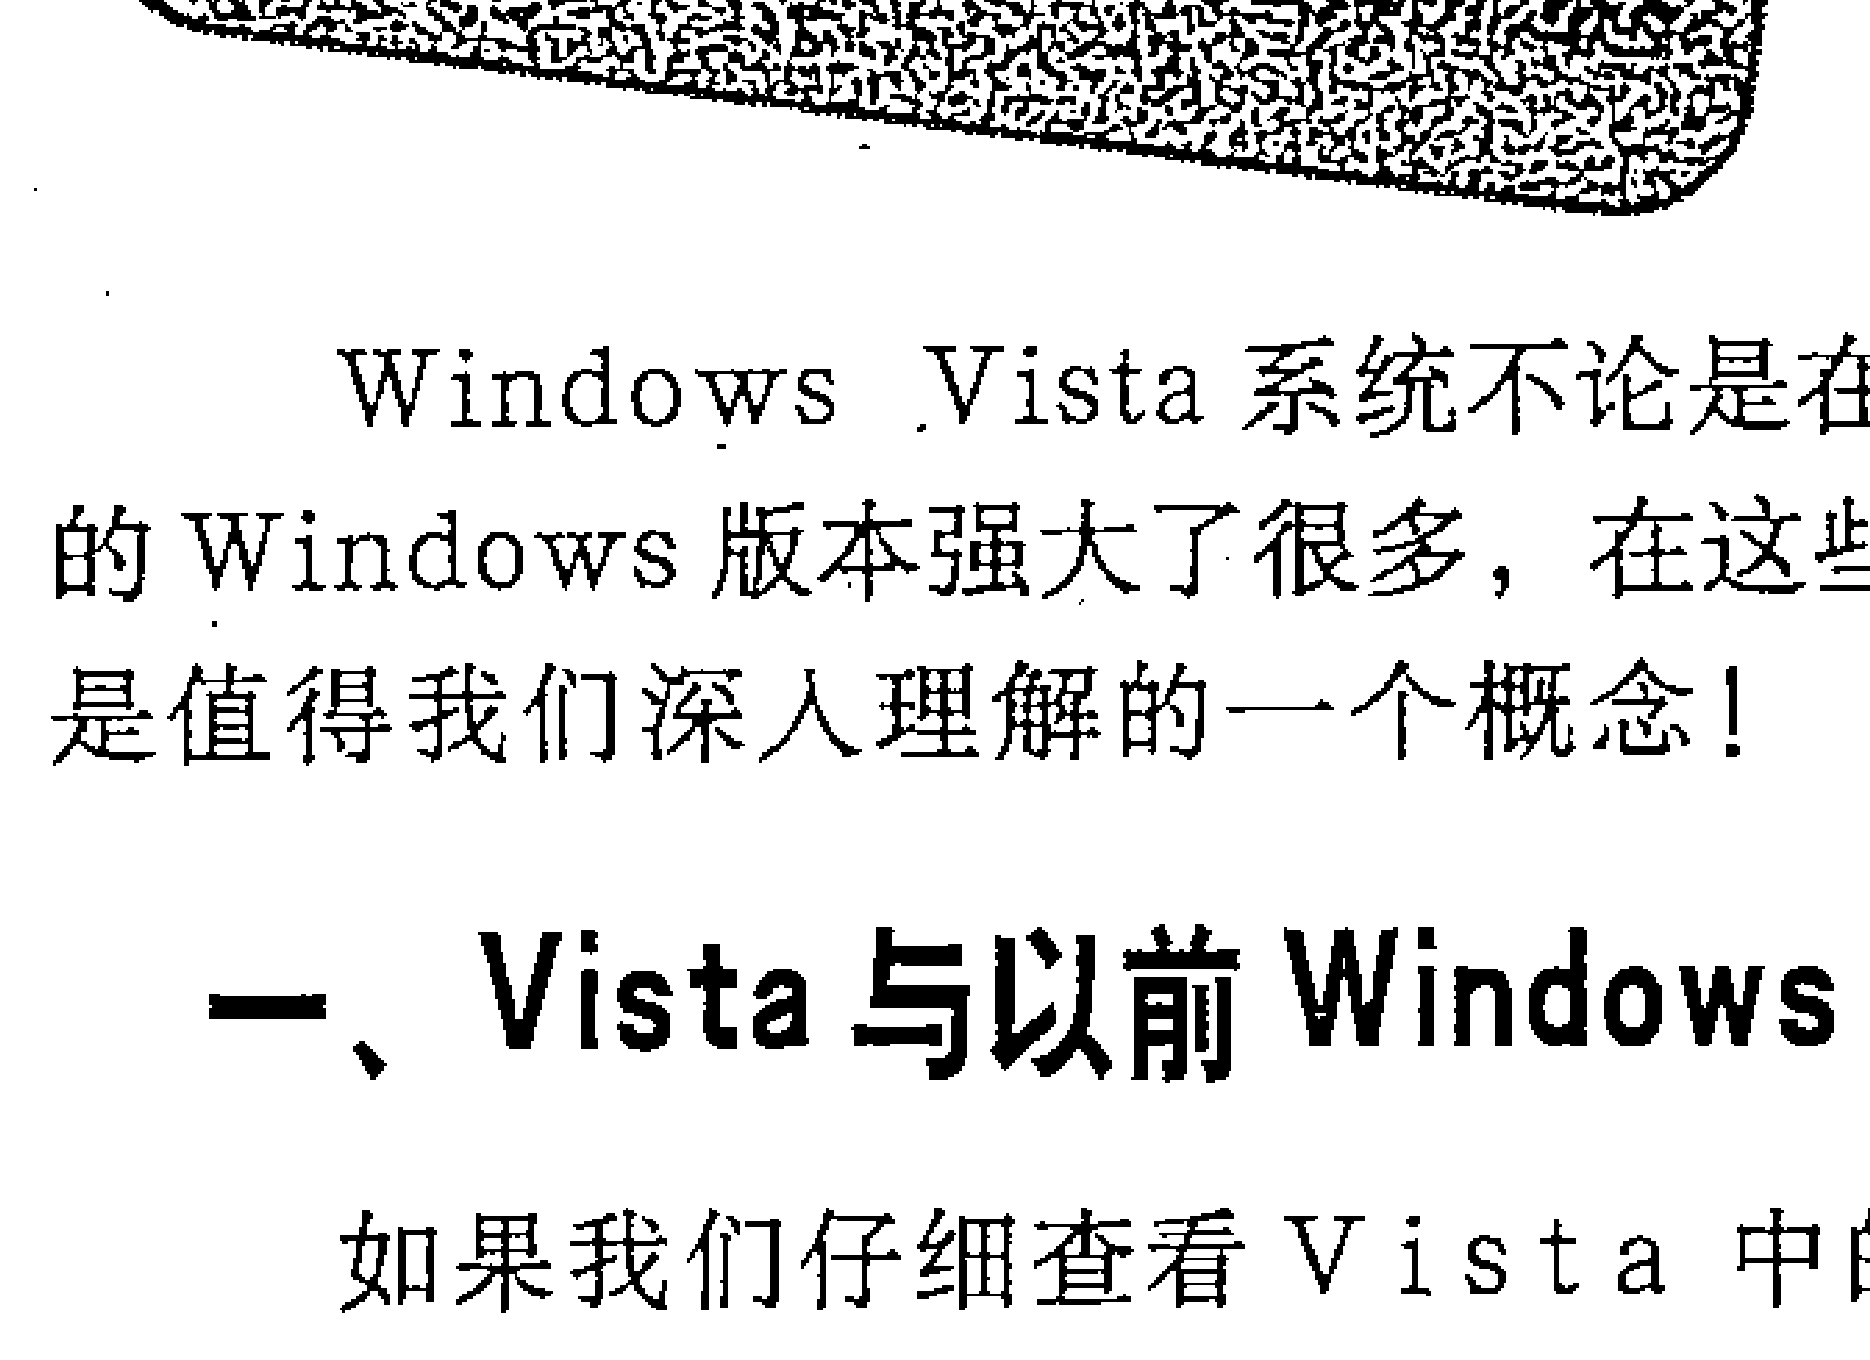 Windows Vista 系统不论是在
的 Windows 版本强大了很多，在这些
是值得我们深入理解的一个概念！
一、Vista 与以前 Windows
如果我们仔细查看 Vista 中的